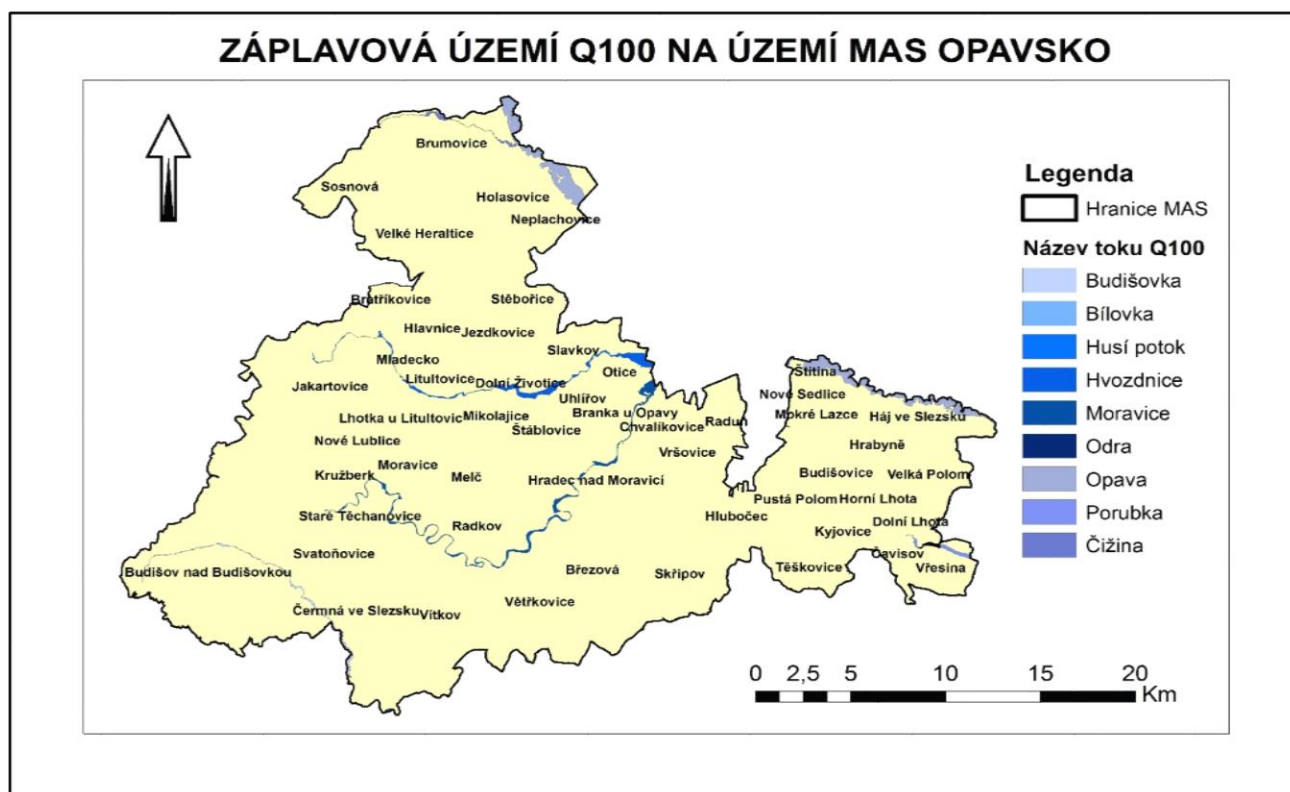 ZÁPLAVOVÁ ÚZEMÍ Q100 NA ÚZEMÍ MAS OPAVSKO
Brumovice
Sosnová
Holasovice
Neplachovice
Velké Heraltice
Brátříkovice
Stěbořice
Hlavnice
Jezdkovice
Slavkov
Mladecko
Otice
Jakartovice
Litultovice
Dolní Životice
Uhlířov
Lhotka u Litultovic
Mikolajice
Branka u Opavy
Štáblovice
Chvalíkovice
Raduň
Nové Lublice
Vršovice
Moravice
Kružberk
Melč
Hradec nad Moravicí
Staré Těchanovice
Radkov
Hlubočec
Svatoňovice
Budišov nad Budišovkou
Březová
Skřipov
Čermná ve Slezsku
Vítkov
Větřkovice
Štítina
Nové Sedlice
Mokré Lazce
Háj ve Slezsku
Hrabyně
Budišovice
Velká Polom
Pustá Polom
Horní Lhota
Kyjovice
Dolní Lhota
Čavisov
Těškovice
Vřesina
Legenda
Hranice MAS
Název toku Q100
Budišovka
Bílovka
Husí potok
Hvozdnice
Moravice
Odra
Opava
Porubka
Čižina
0 2,5 5 10 15 20
Km